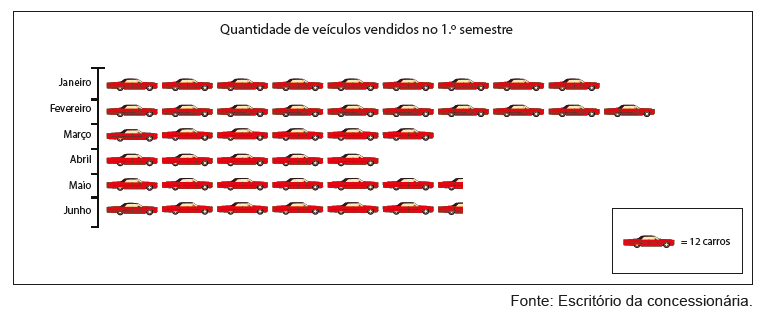 Quantidade de veículos vendidos no 1.º semestre
Janeiro
Fevereiro
Março
Abril
Maio
Junho
= 12 carros
Fonte: Escritório da concessionária.